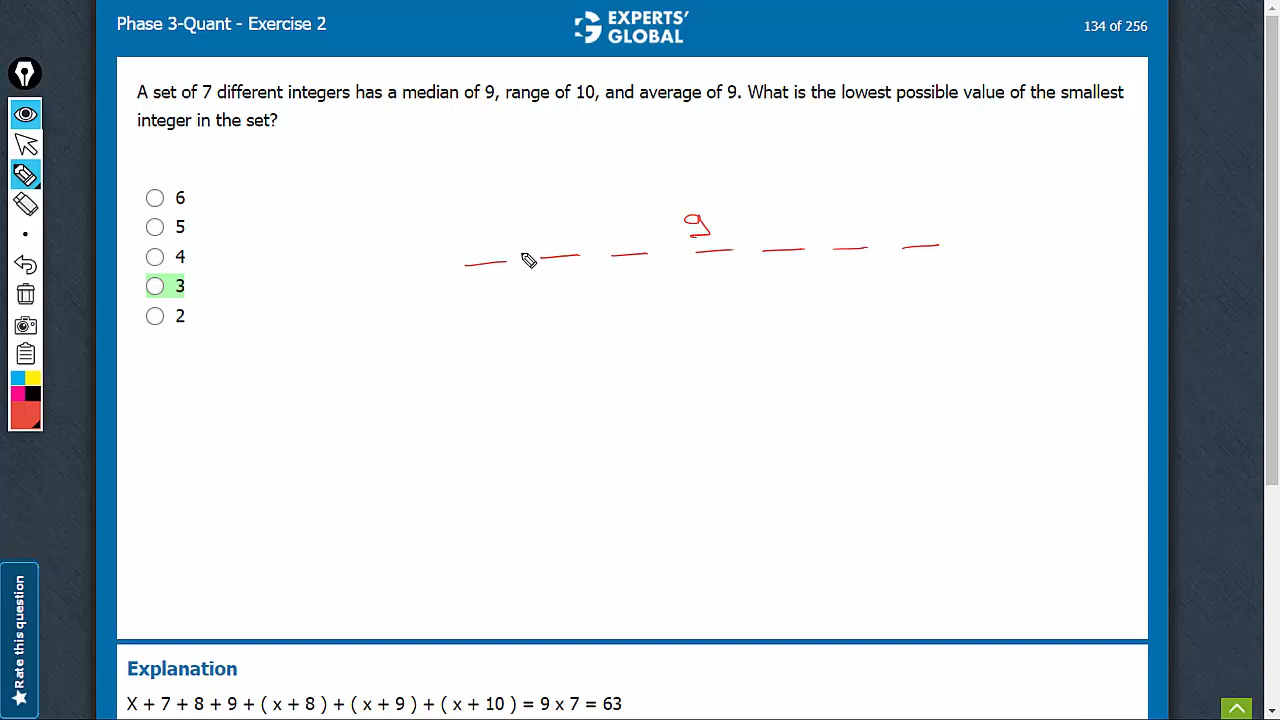 Phase 3-Quant - Exercise 2
EXPERTS'
GLOBAL
134 of 256
A set of 7 different integers has a median of 9, range of 10, and average of 9. What is the lowest possible value of the smallest
integer in the set?
6
5
4
3
2
9
Rate this question
Explanation
X + 7 + 8 + 9 + ( x + 8 ) + ( x + 9 ) + ( x + 10 ) = 9 x 7 = 63